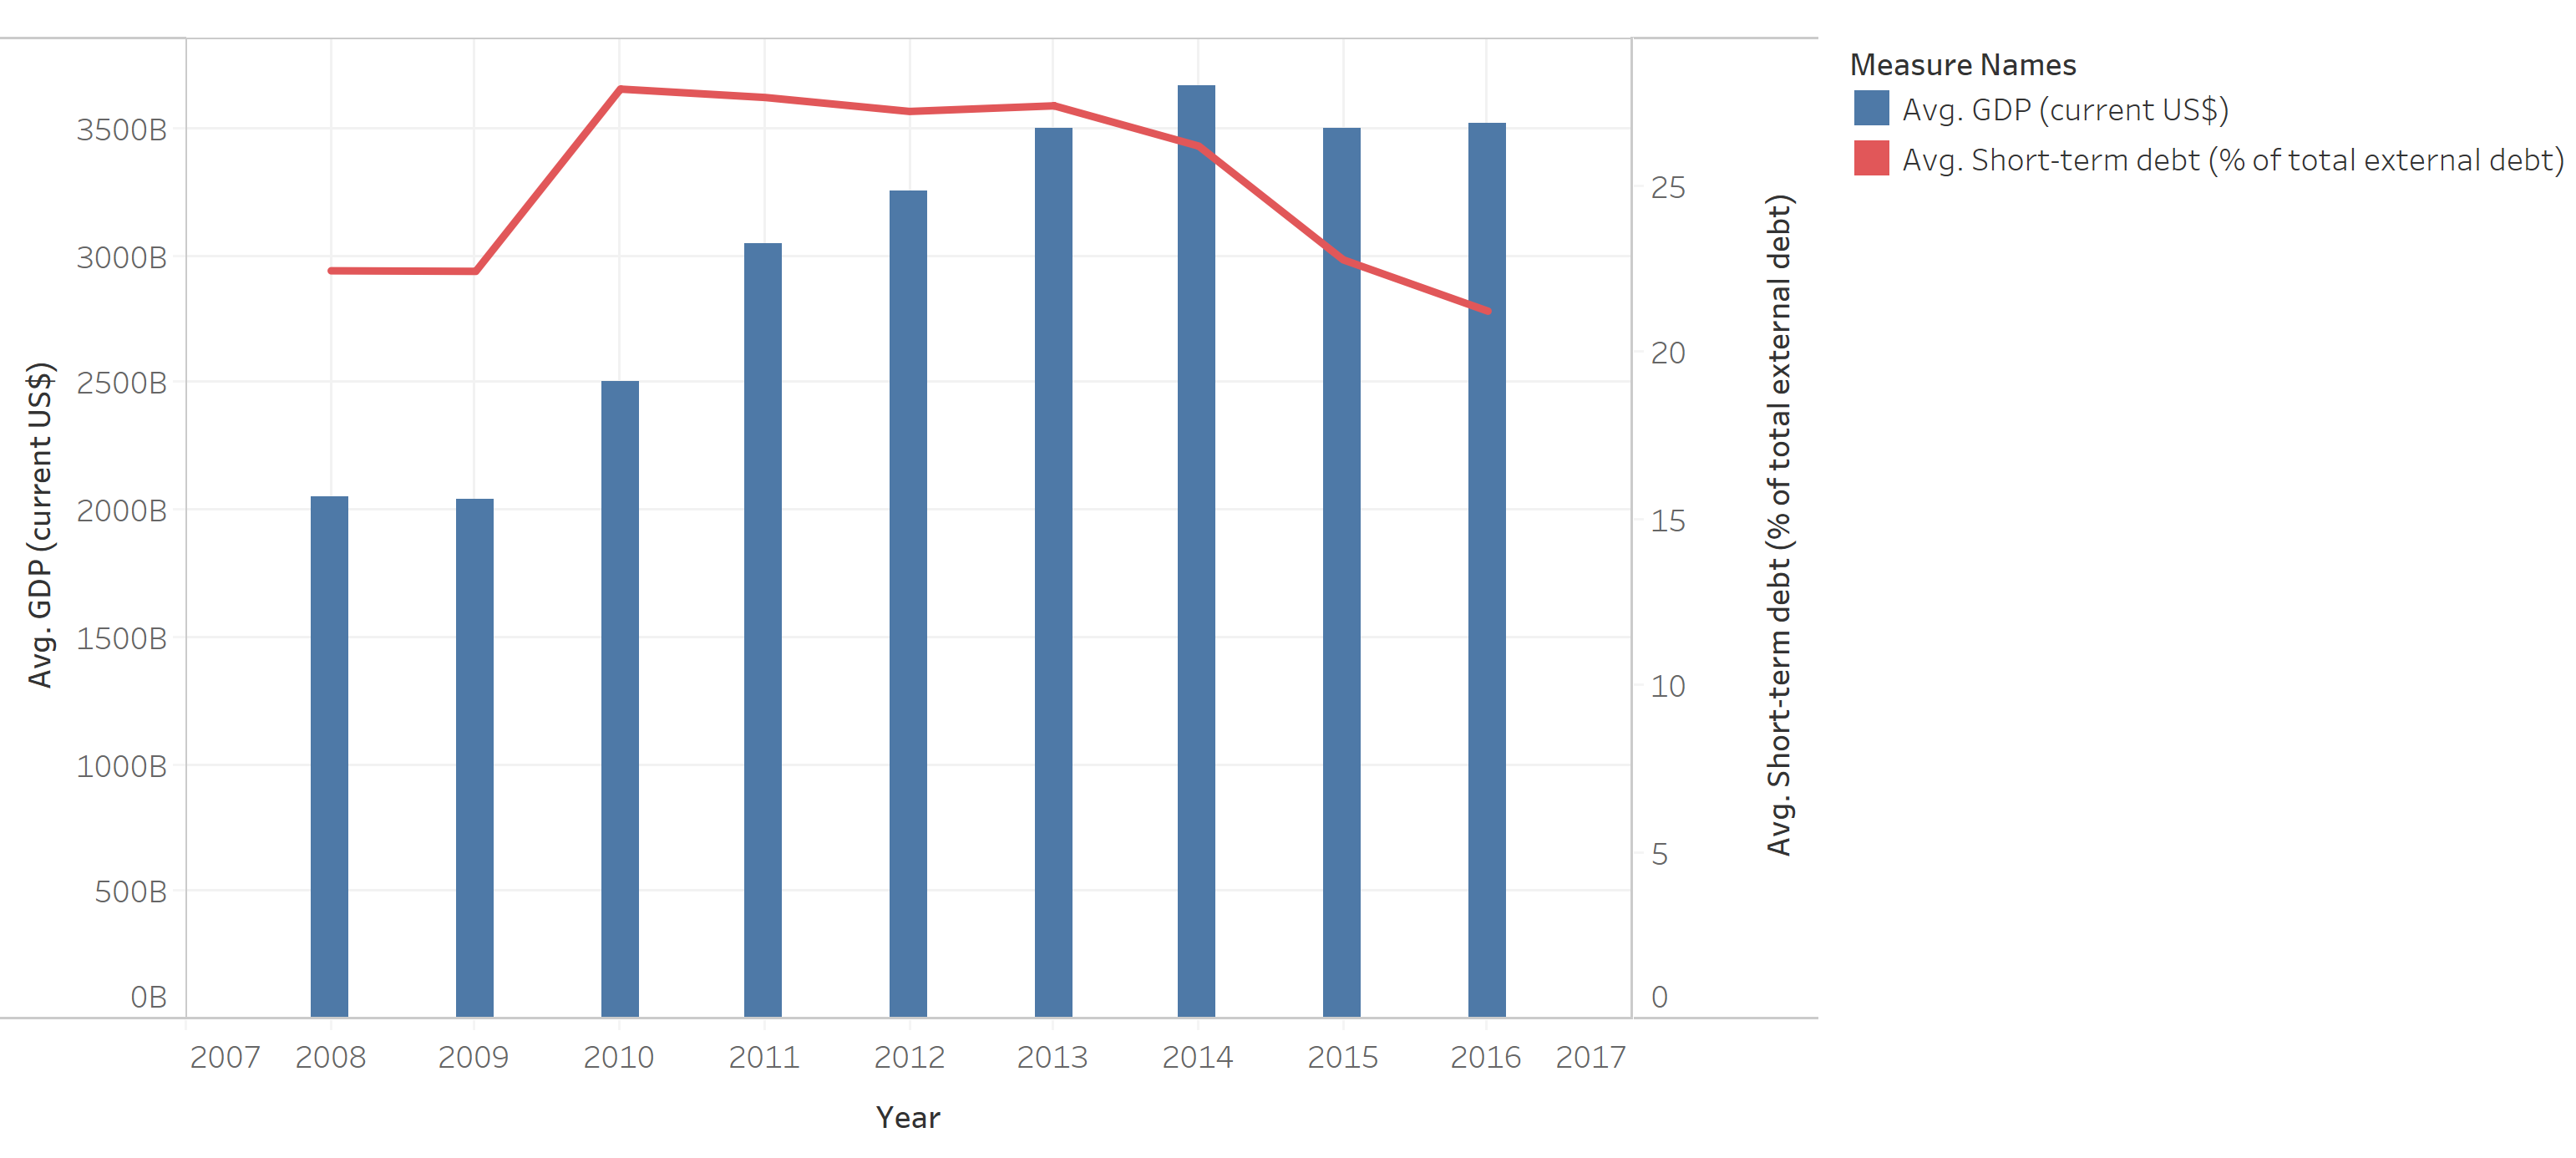 Measure Names
Avg. GDP (current US$)
Avg. Short-term debt (% of total external debt)
Avg. GDP (current US$)
3500B
3000B
2500B
2000B
1500B
1000B
500B
0B
25
20
15
10
5
0
Avg. Short-term debt (% of total external debt)
2007 2008 2009 2010 2011 2012 2013 2014 2015 2016 2017
Year